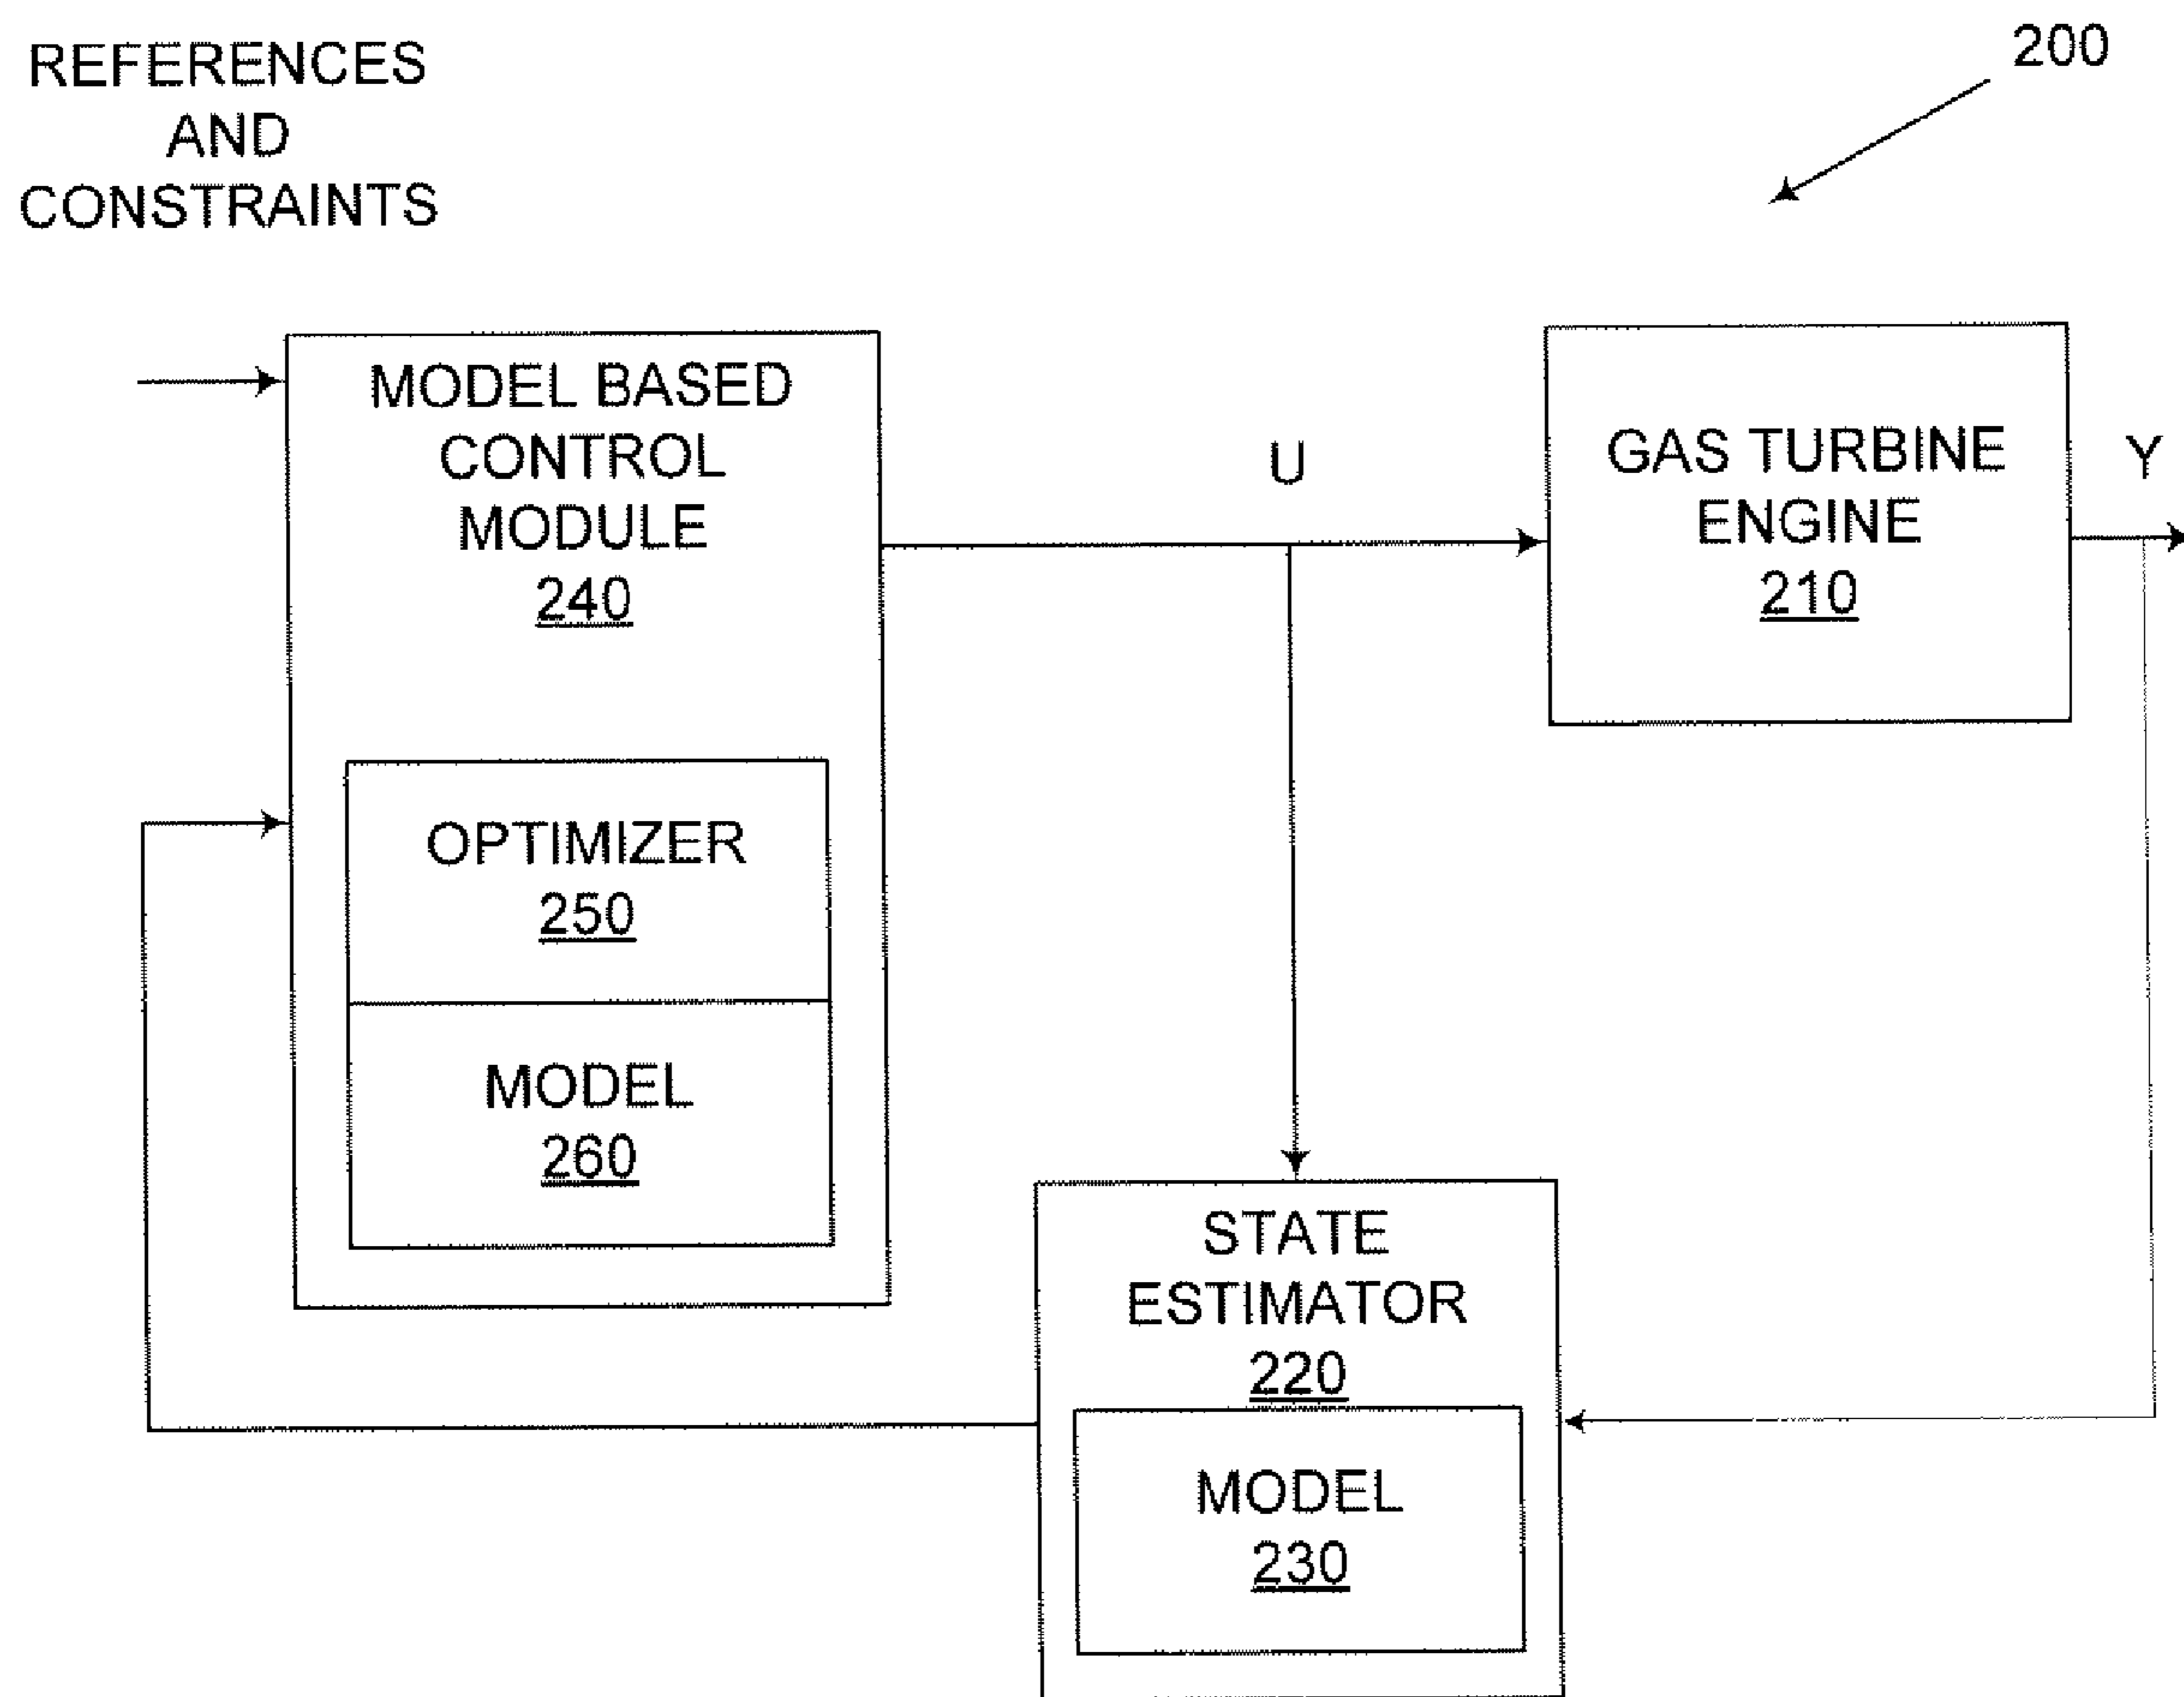 REFERENCES
AND
CONSTRAINTS
200
MODEL BASED
CONTROL
MODULE
240
U
GAS TURBINE
ENGINE
210
Y
OPTIMIZER
250
MODEL
260
STATE
ESTIMATOR
220
MODEL
230